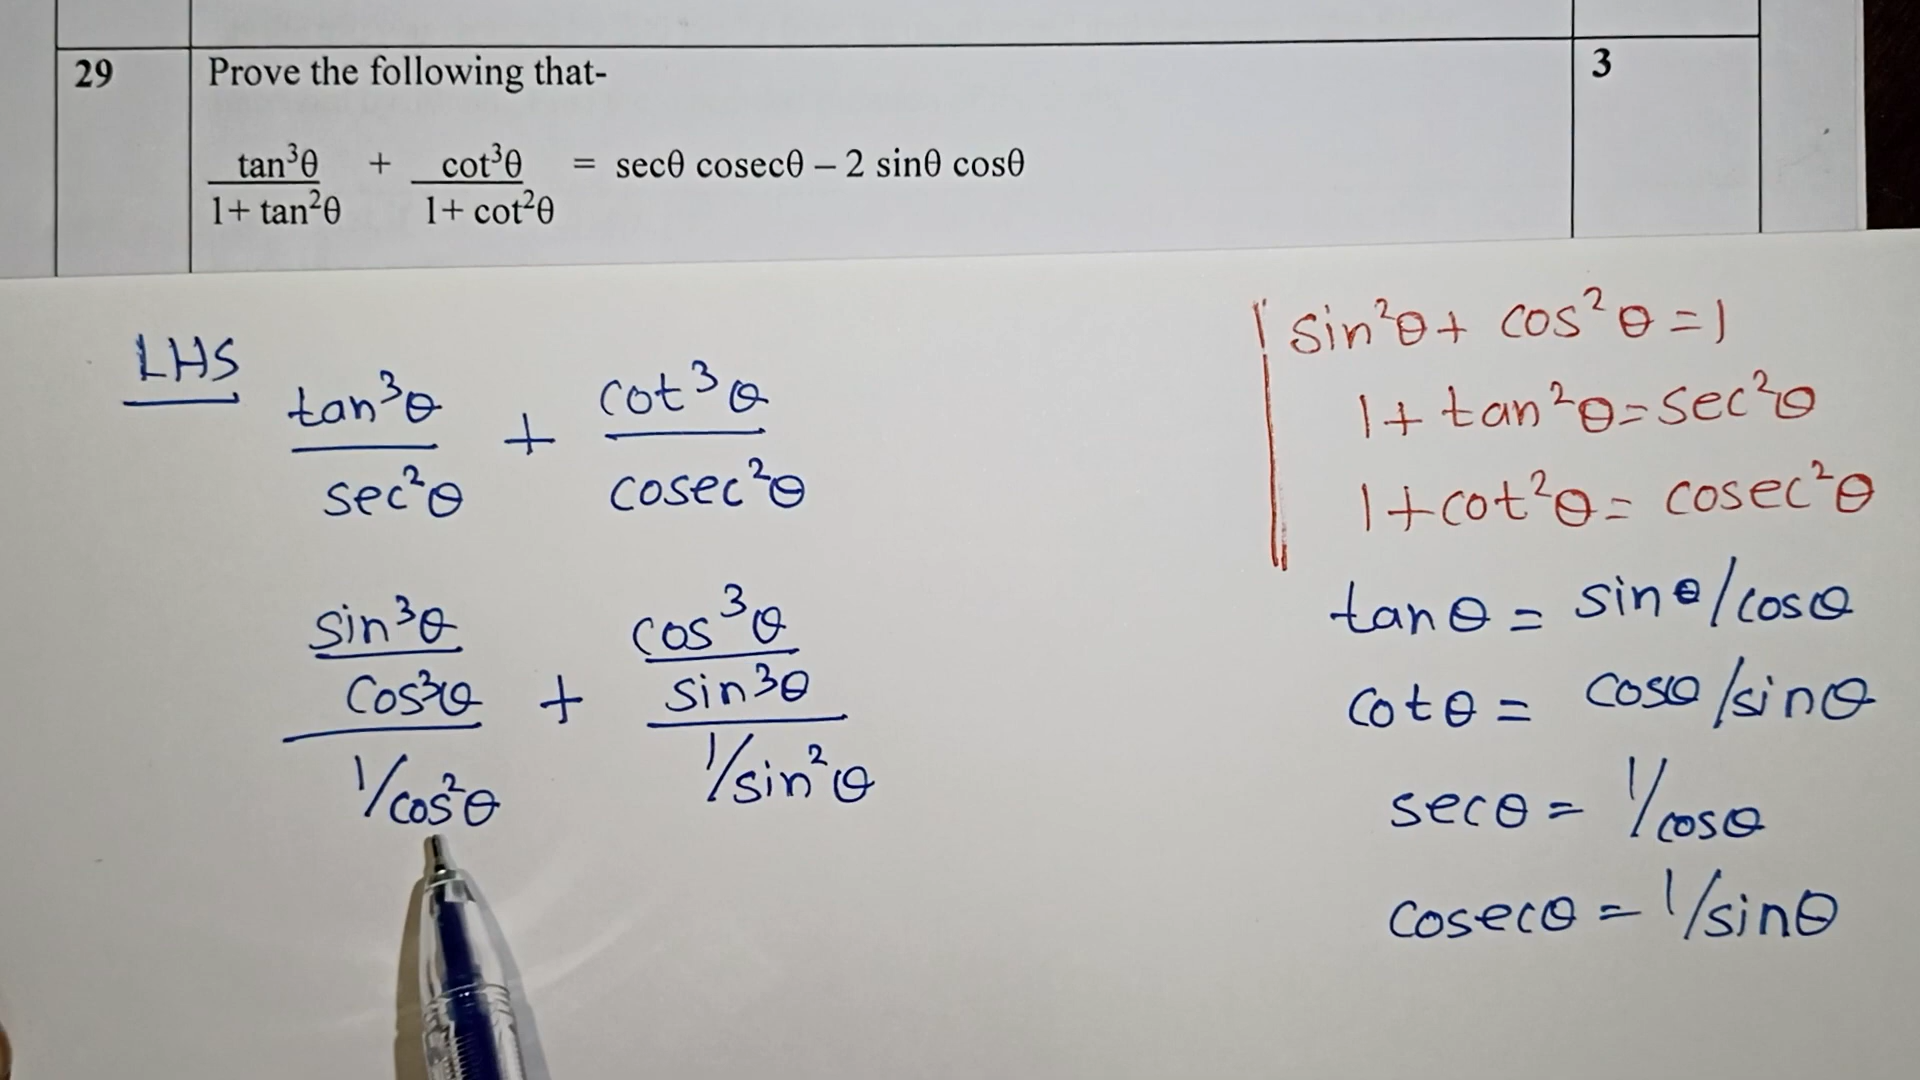 29 Prove the following that- 3
tan³θ + cot³θ = secθ cosecθ – 2 sinθ cosθ
1+ tan²θ 1+ cot²θ
LHS
tan³θ + cot³θ
sec²θ cosec²θ
sin³θ cos³θ
cos³θ + sin³θ
1/cos²θ 1/sin²θ
sin²θ + cos²θ = 1
1 + tan²θ = sec²θ
1 + cot²θ = cosec²θ
tanθ = sinθ/cosθ
cotθ = cosθ/sinθ
secθ = 1/cosθ
cosecθ = 1/sinθ